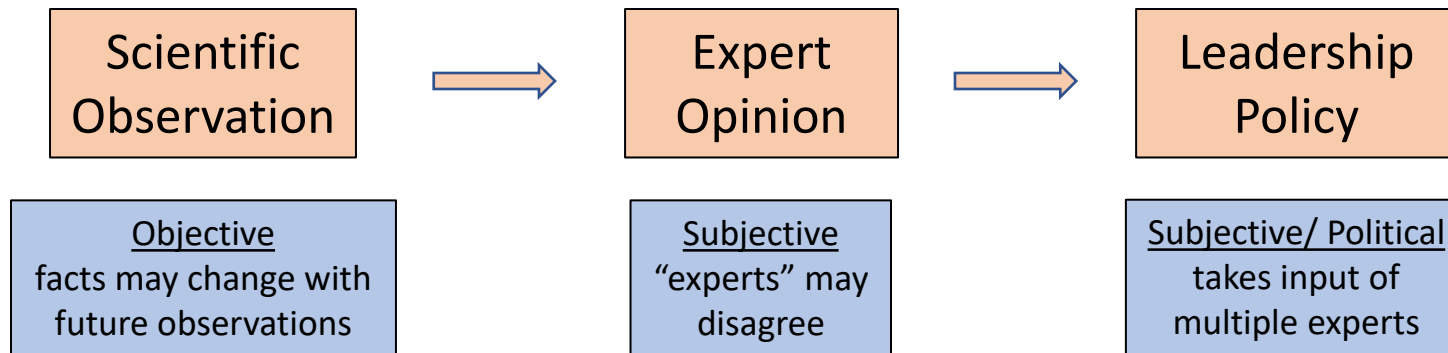 Scientific
Observation
Expert
Opinion
Leadership
Policy
Objective
facts may change with
future observations
Subjective
“experts” may
disagree
Subjective/ Political
takes input of
multiple experts